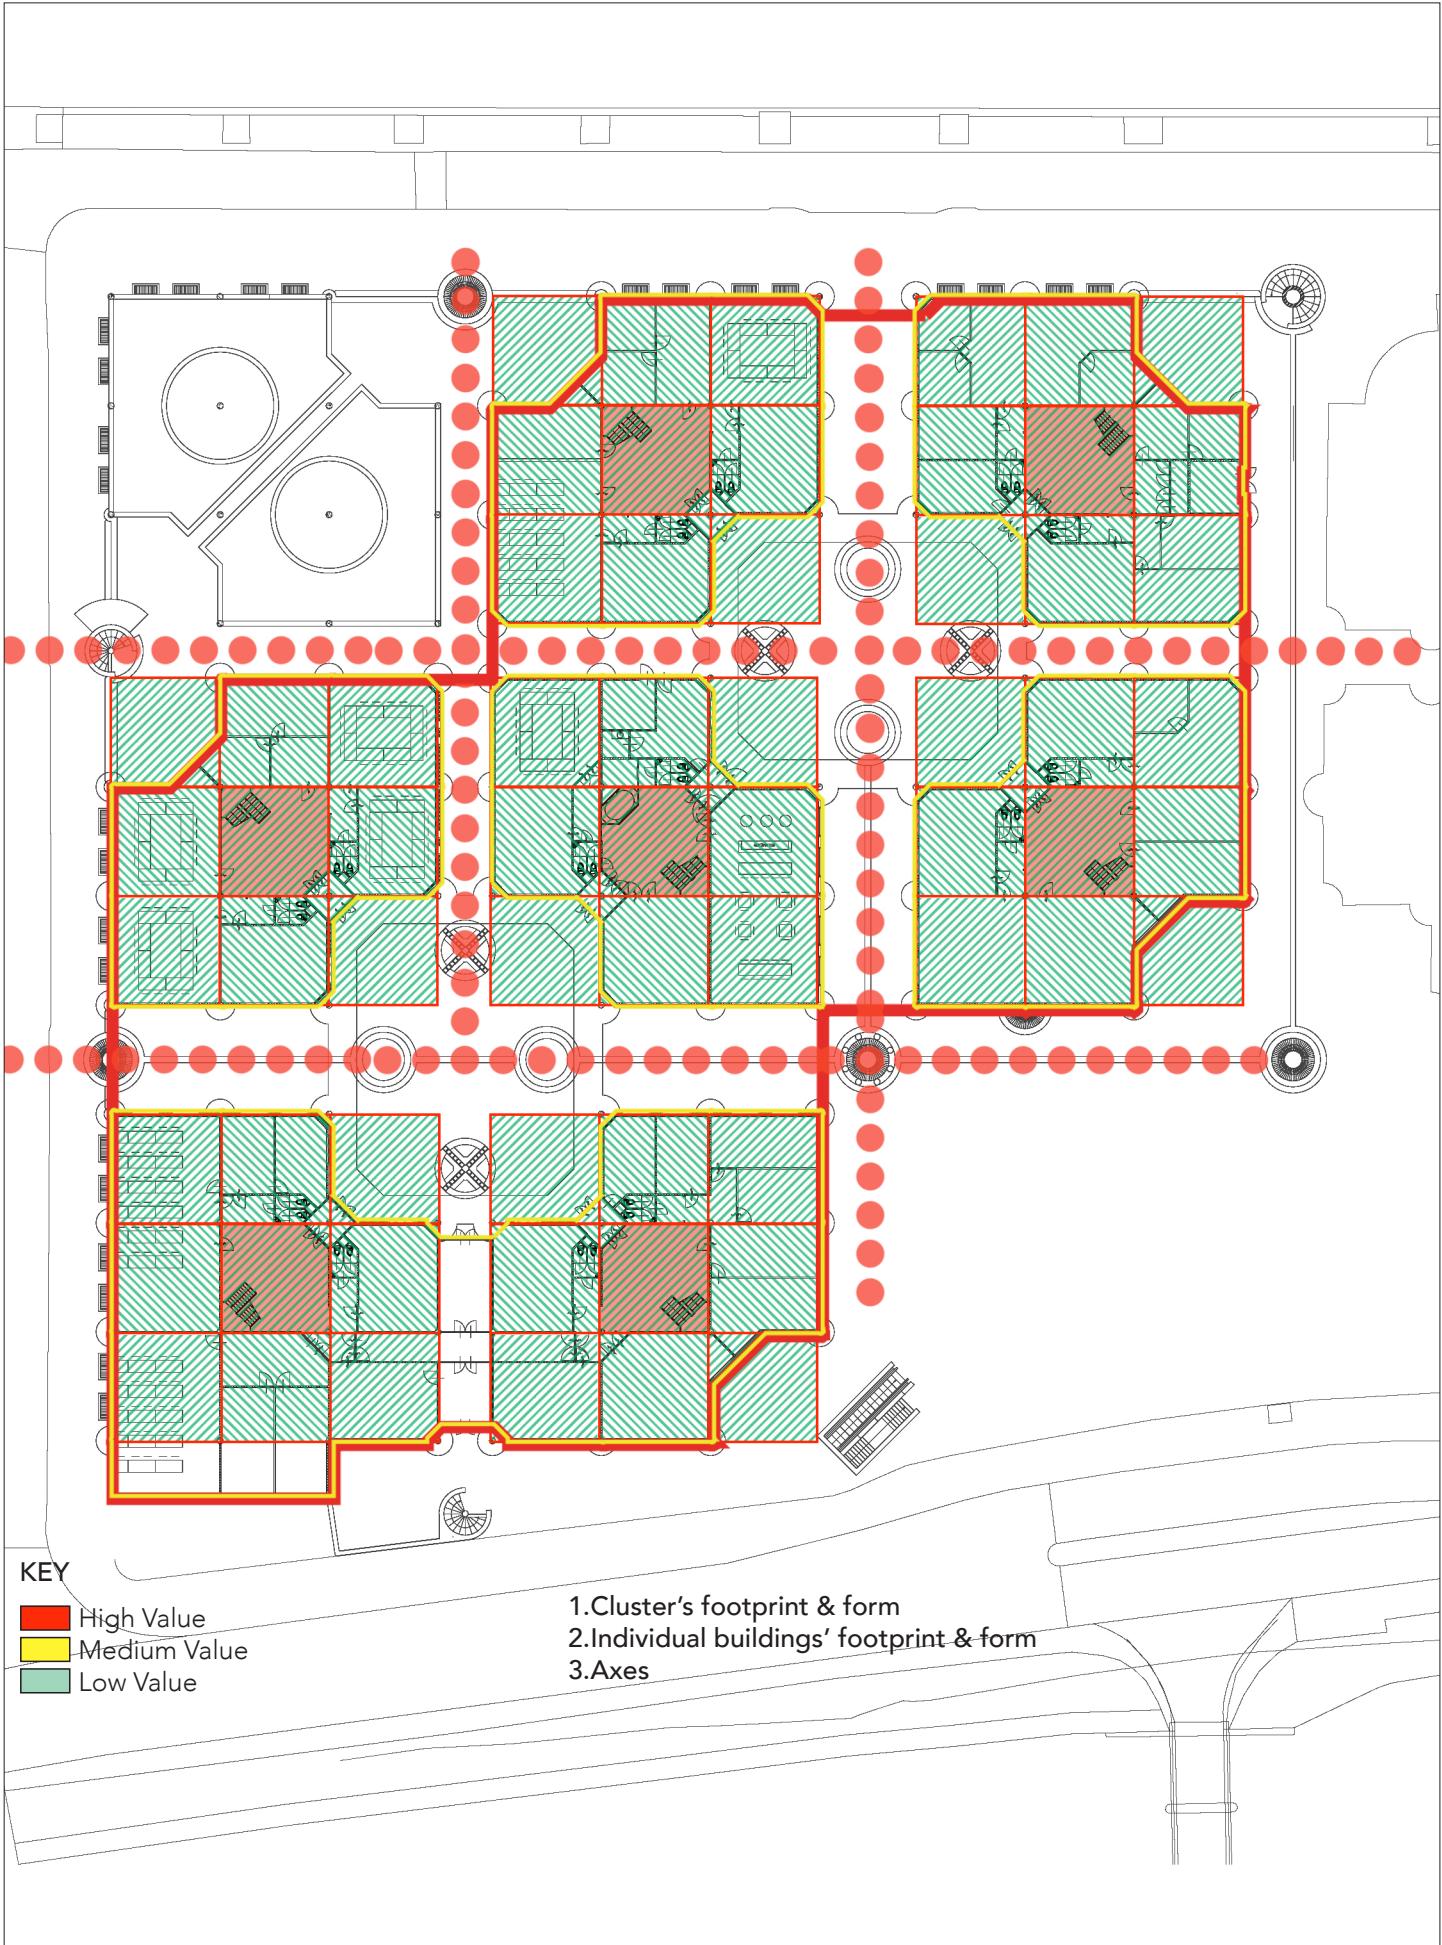 KEY
High Value
Medium Value
Low Value
1.Cluster's footprint & form
2.Individual buildings' footprint & form
3.Axes